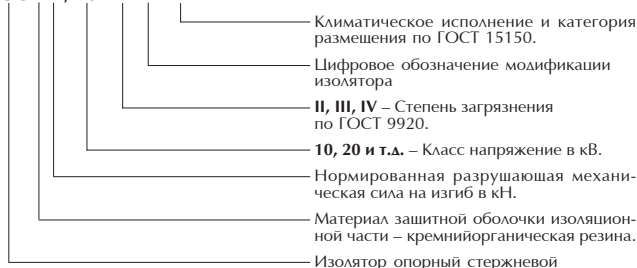 Климатическое исполнение и категория
размещения по ГОСТ 15150.
Цифровое обозначение модификации
изолятора
II, III, IV – Степень загрязнения
по ГОСТ 9920.
10, 20 и т.д. – Класс напряжение в кВ.
Нормированная разрушающая механи-
ческая сила на изгиб в кН.
Материал защитной оболочки изоляцион-
ной части – кремнийорганическая резина.
Изолятор опорный стержневой